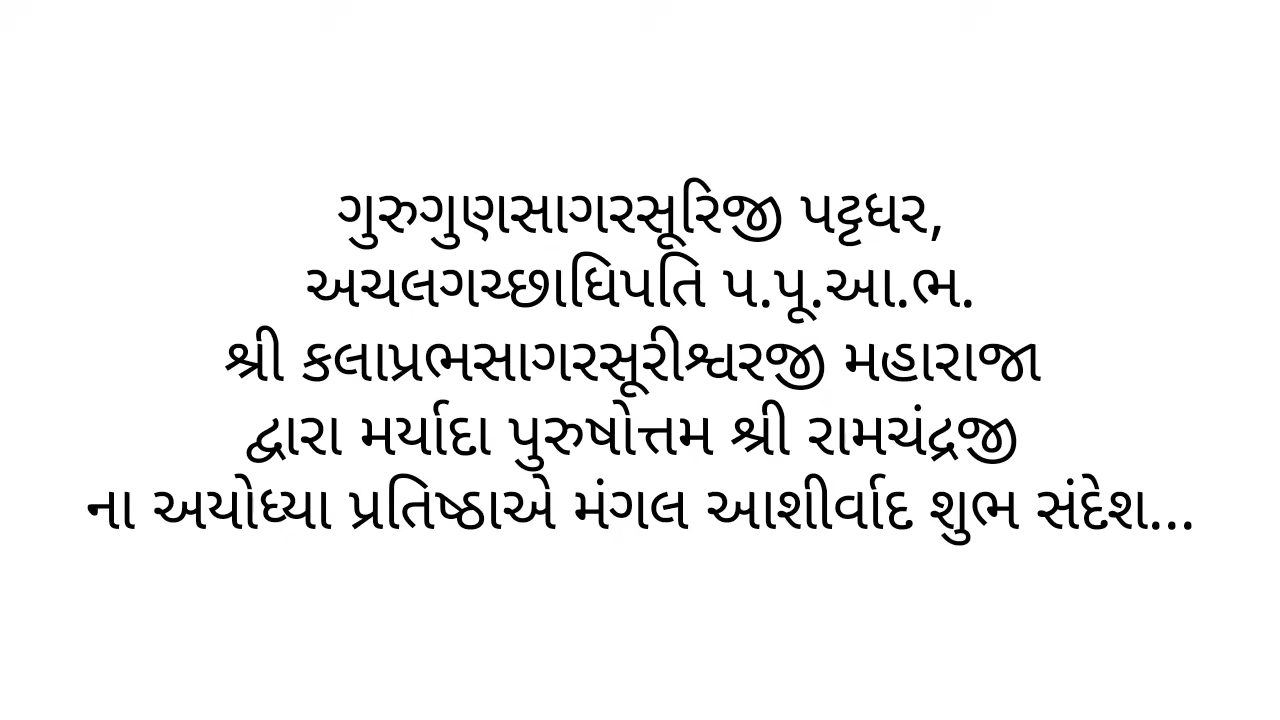 ગુરુગુણસાગરસૂરિજી પટ્ટધર,
અચલગચ્છાધિપતિ પ.પૂ.આ.ભ.
શ્રી કલાપ્રભસાગરસૂરીશ્વરજી મહારાજા
દ્વારા મર્યાદા પુરુષોત્તમ શ્રી રામચંદ્રજી
ના અયોધ્યા પ્રતિષ્ઠાએ મંગલ આશીર્વાદ શુભ સંદેશ...